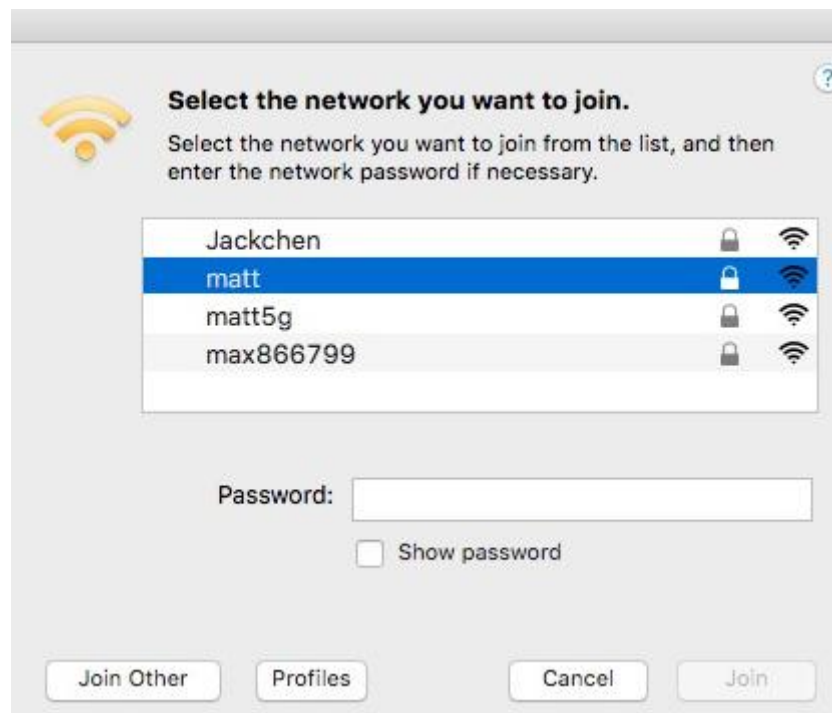 ?
Select the network you want to join.
Select the network you want to join from the list, and then
enter the network password if necessary.
Jackchen
matt
matt5g
max866799
Password:
Show password
Join Other
Profiles
Cancel
Join